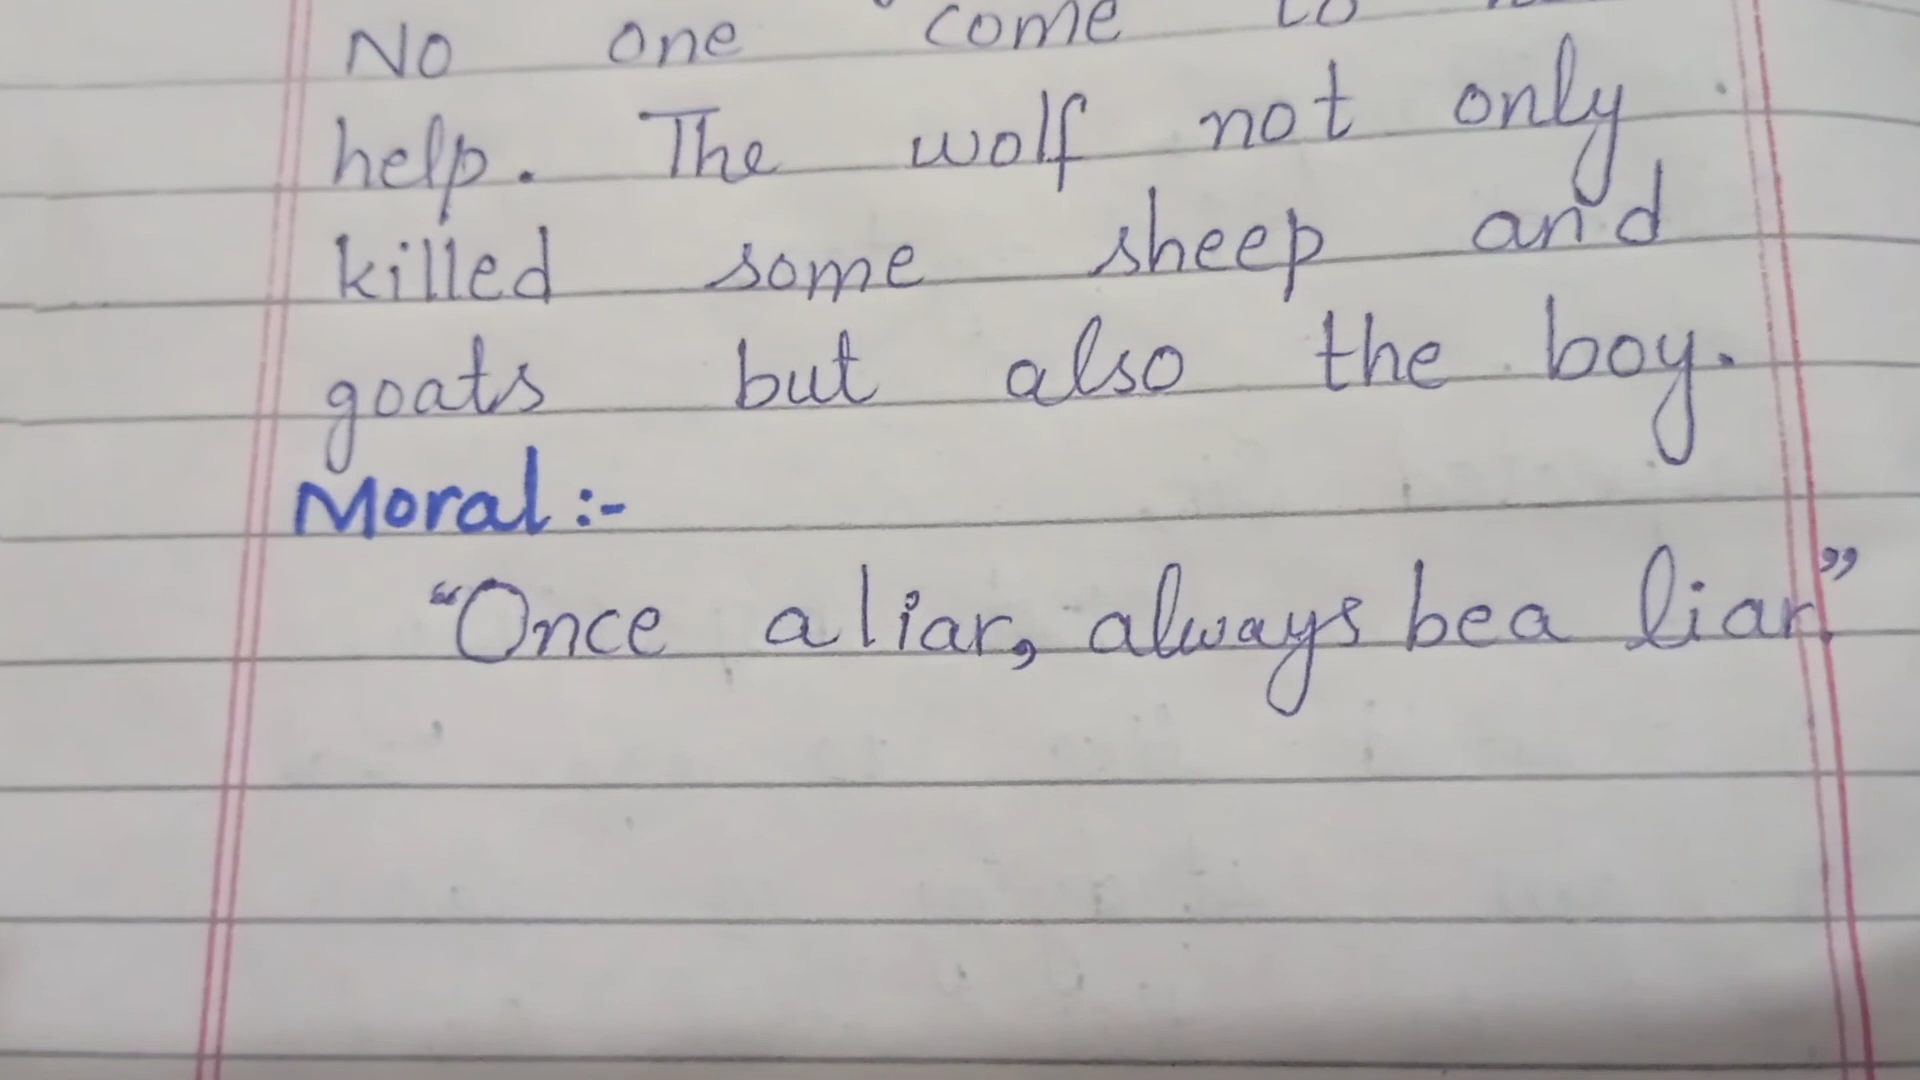 No one come to
help. The wolf not only
killed some sheep and
goats but also the boy.
Moral :-
"Once a liar, always be a liar."